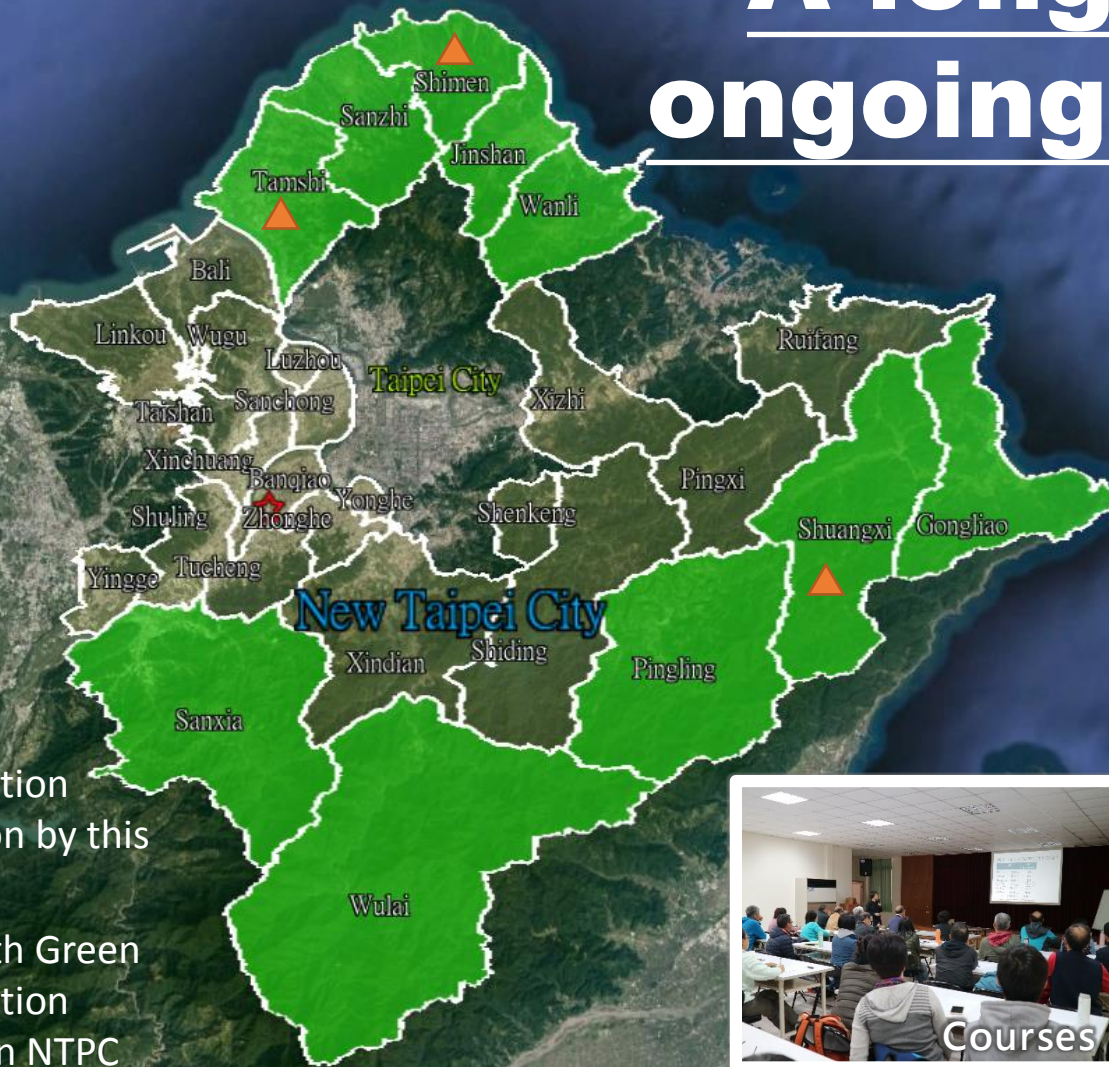 A long
ongoing
Shimen
Sanzhi
Jinshan
Tamshi
Wanli
Bali
Linkou
Wugu
Ruifang
Luzhou
Taipei City
Sanchong
Xizhi
Taishan
Xinchuang
Banqiao
Pingxi
Yonghe
Shenkeng
Shuling
Zhonghe
Shuangxi
Gongliao
Tucheng
Yingge
New Taipei City
Shiding
Xindian
Pingling
Sanxia
tion
on by this
Wulai
th Green
tion
n NTPC
Courses